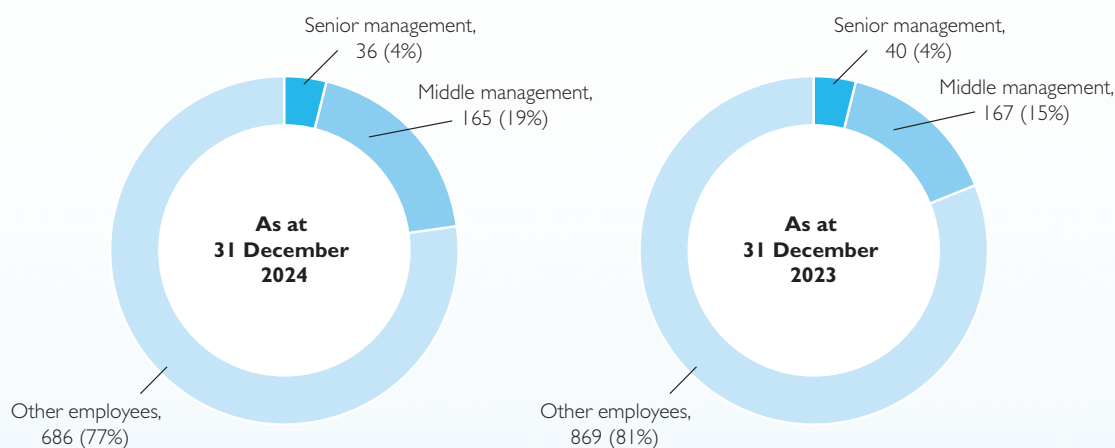 Senior management,
36 (4%)
Middle management,
165 (19%)
As at
31 December
2024
Other employees,
686 (77%)
Senior management,
40 (4%)
Middle management,
167 (15%)
As at
31 December
2023
Other employees,
869 (81%)